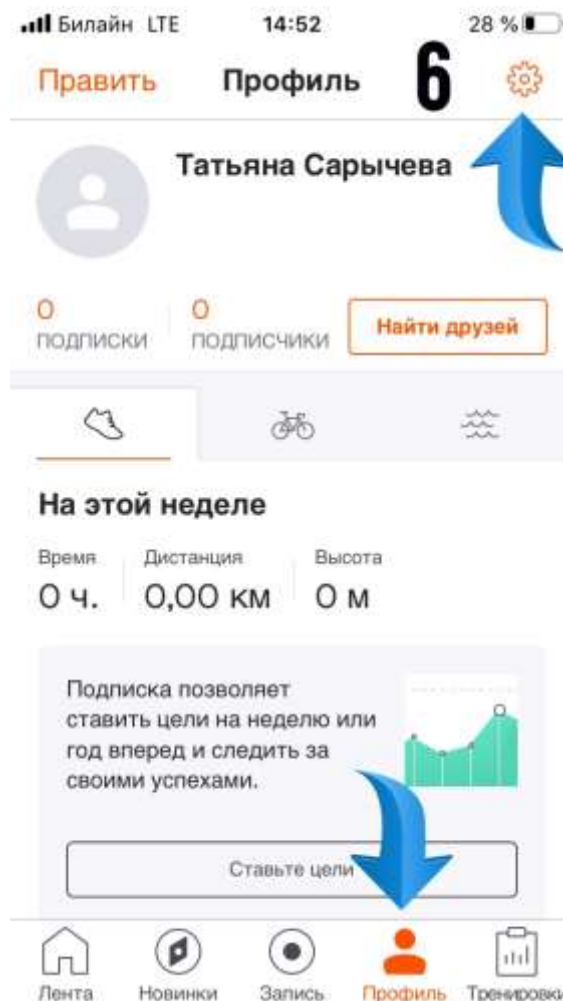 Билайн LTE 14:52 28 %
Править Профиль 6
Татьяна Сарычева
0 0
подписки подписчики Найти друзей
На этой неделе
Время Дистанция Высота
0 ч. 0,00 км 0 м
Подписка позволяет
ставить цели на неделю или
год вперед и следить за
своими успехами.
Ставьте цели
Лента Новинки Запись Профиль Тренировки